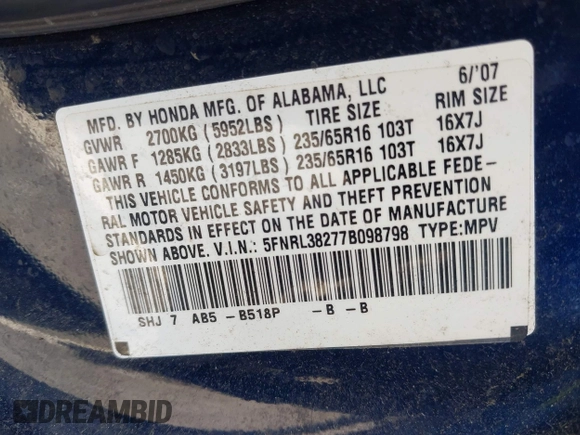 MFD. BY HONDA MFG. OF ALABAMA, LLC 6/'07
GVWR 2700KG (5952LBS) TIRE SIZE RIM SIZE
GAWR F 1285KG (2833LBS) 235/65R16 103T 16X7J
GAWR R 1450KG (3197LBS) 235/65R16 103T 16X7J
THIS VEHICLE CONFORMS TO ALL APPLICABLE FEDE-
RAL MOTOR VEHICLE SAFETY AND THEFT PREVENTION
STANDARDS IN EFFECT ON THE DATE OF MANUFACTURE
SHOWN ABOVE. V.I.N.: 5FNRL38277B098798 TYPE:MPV
SHJ 7 AB5 -B518P -B -B
DREAMBID